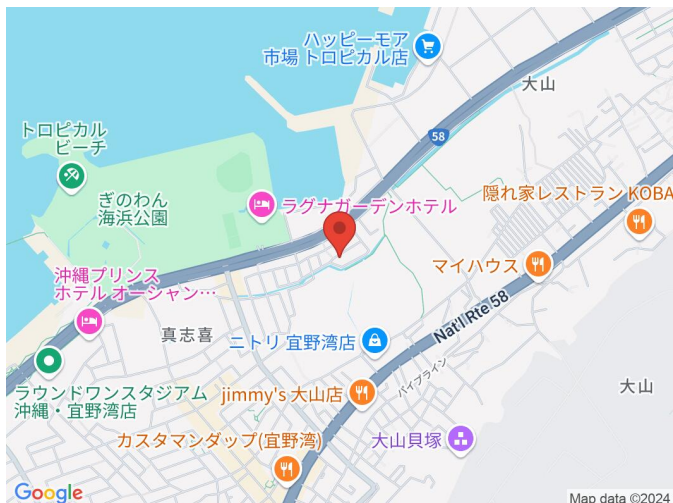 ハッピーモア
市場 トロピカル店
大山
58
トロピカル
ビーチ
ぎのわん
海浜公園
ラグナガーデンホテル
隠れ家レストラン KOBA
マイハウス
沖縄プリンス
ホテル オーシャン…
真志喜
ニトリ 宜野湾店
Nat'l Rte 58
ラウンドワンスタジアム
沖縄・宜野湾店
jimmy's 大山店
パイプライン
大山
カスタマンダップ(宜野湾)
大山貝塚
Google
Map data ©2024